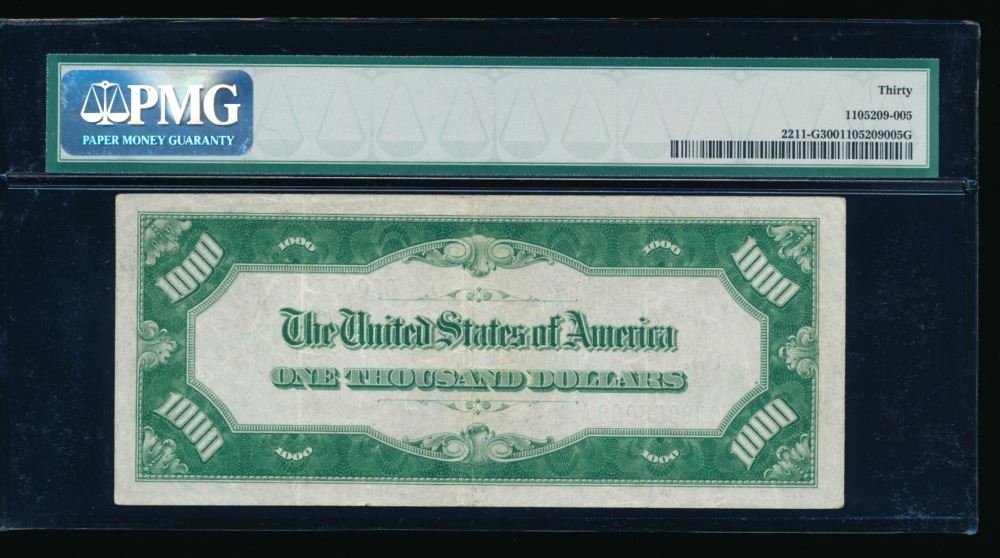 PMG
PAPER MONEY GUARANTY
Thirty
1105209-005
2211-G3001105209005G
1000 1000 1000 1000
The United States of America
ONE THOUSAND DOLLARS
1000 1000 1000 1000